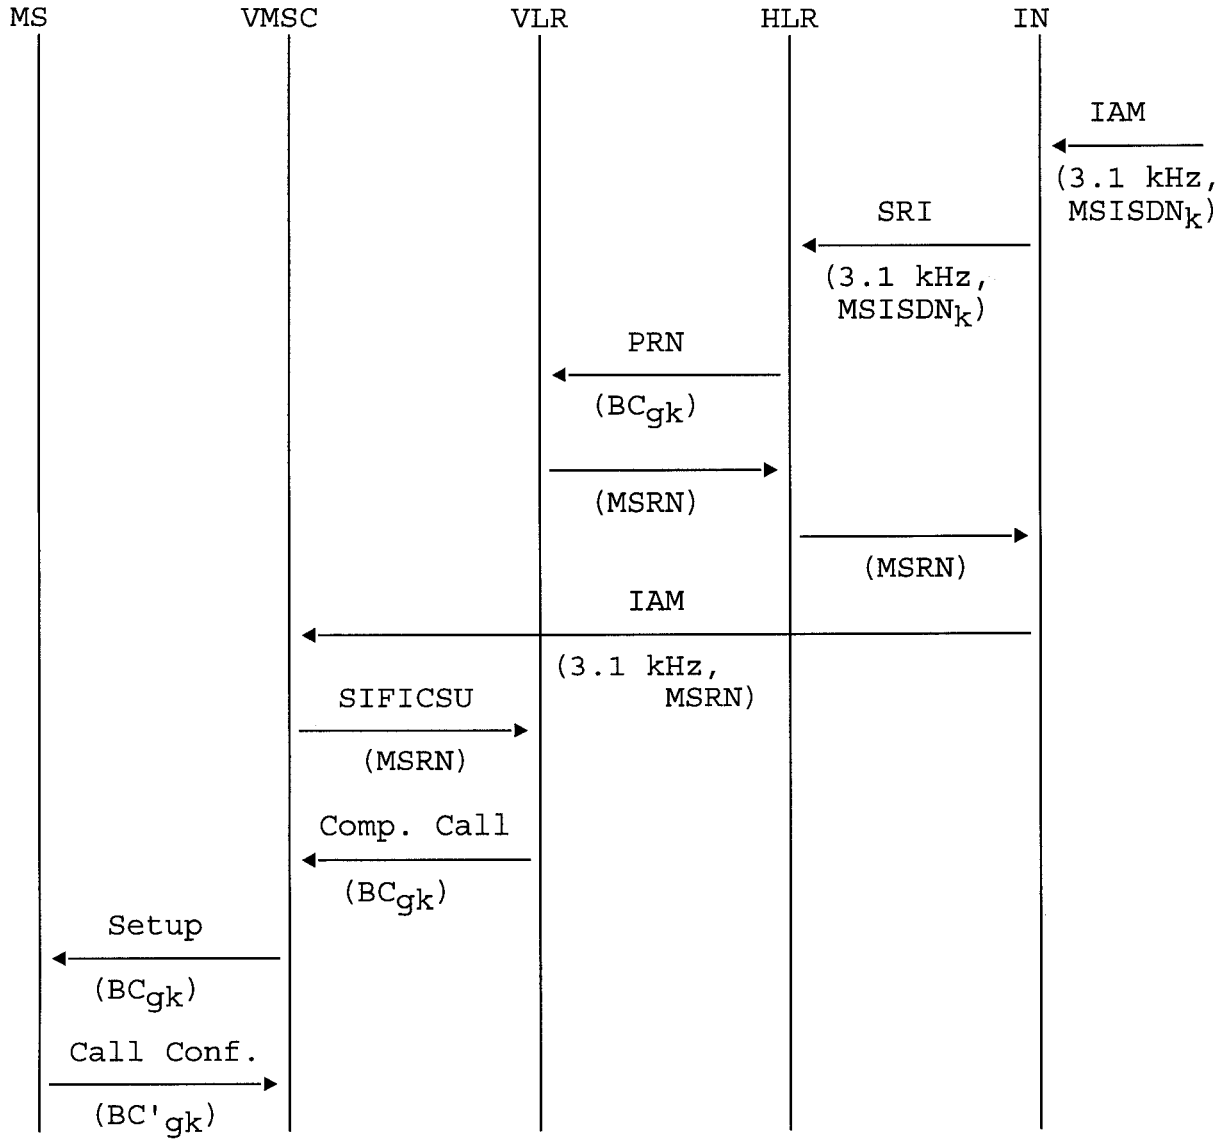 MS VMSC VLR HLR IN
IAM
(3.1 kHz,
MSISDNk)
SRI
(3.1 kHz,
MSISDNk)
PRN
(BCgk)
(MSRN)
(MSRN)
IAM
(3.1 kHz,
MSRN)
SIFICSU
(MSRN)
Comp. Call
(BCgk)
Setup
(BCgk)
Call Conf.
(BC'gk)